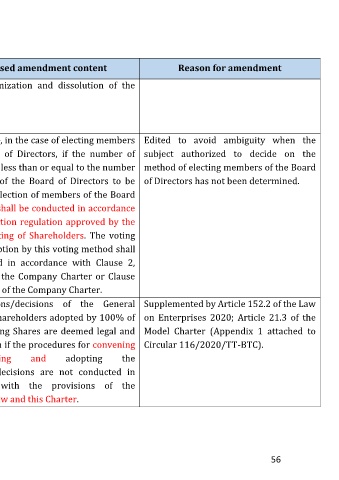 sed amendment content
Reason for amendment
nization and dissolution of the
, in the case of electing members
of Directors, if the number of
less than or equal to the number
of the Board of Directors to be
lection of members of the Board
shall be conducted in accordance
tion regulation approved by the
ting of Shareholders. The voting
ption by this voting method shall
d in accordance with Clause 2,
the Company Charter or Clause
of the Company Charter.
Edited to avoid ambiguity when the
subject authorized to decide on the
method of electing members of the Board
of Directors has not been determined.
ns/decisions of the General
hareholders adopted by 100% of
ng Shares are deemed legal and
n if the procedures for convening
ing and adopting the
decisions are not conducted in
with the provisions of the
w and this Charter.
Supplemented by Article 152.2 of the Law
on Enterprises 2020; Article 21.3 of the
Model Charter (Appendix 1 attached to
Circular 116/2020/TT-BTC).
56